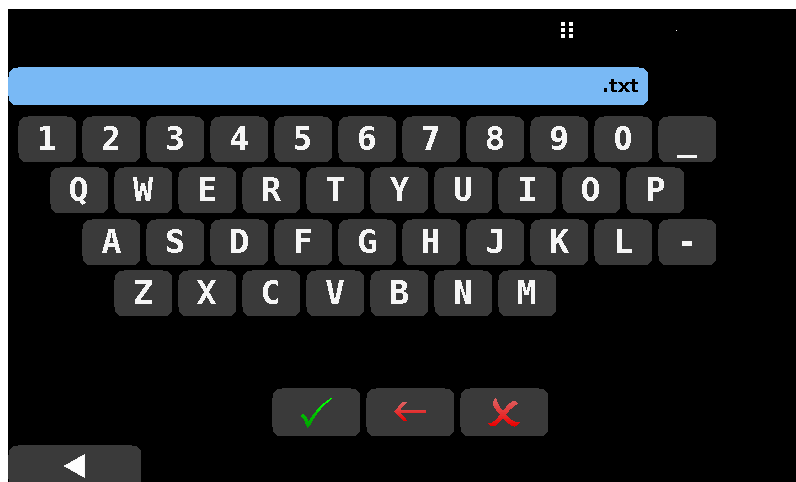 .txt
1 2 3 4 5 6 7 8 9 0 _
Q W E R T Y U I O P
A S D F G H J K L -
Z X C V B N M